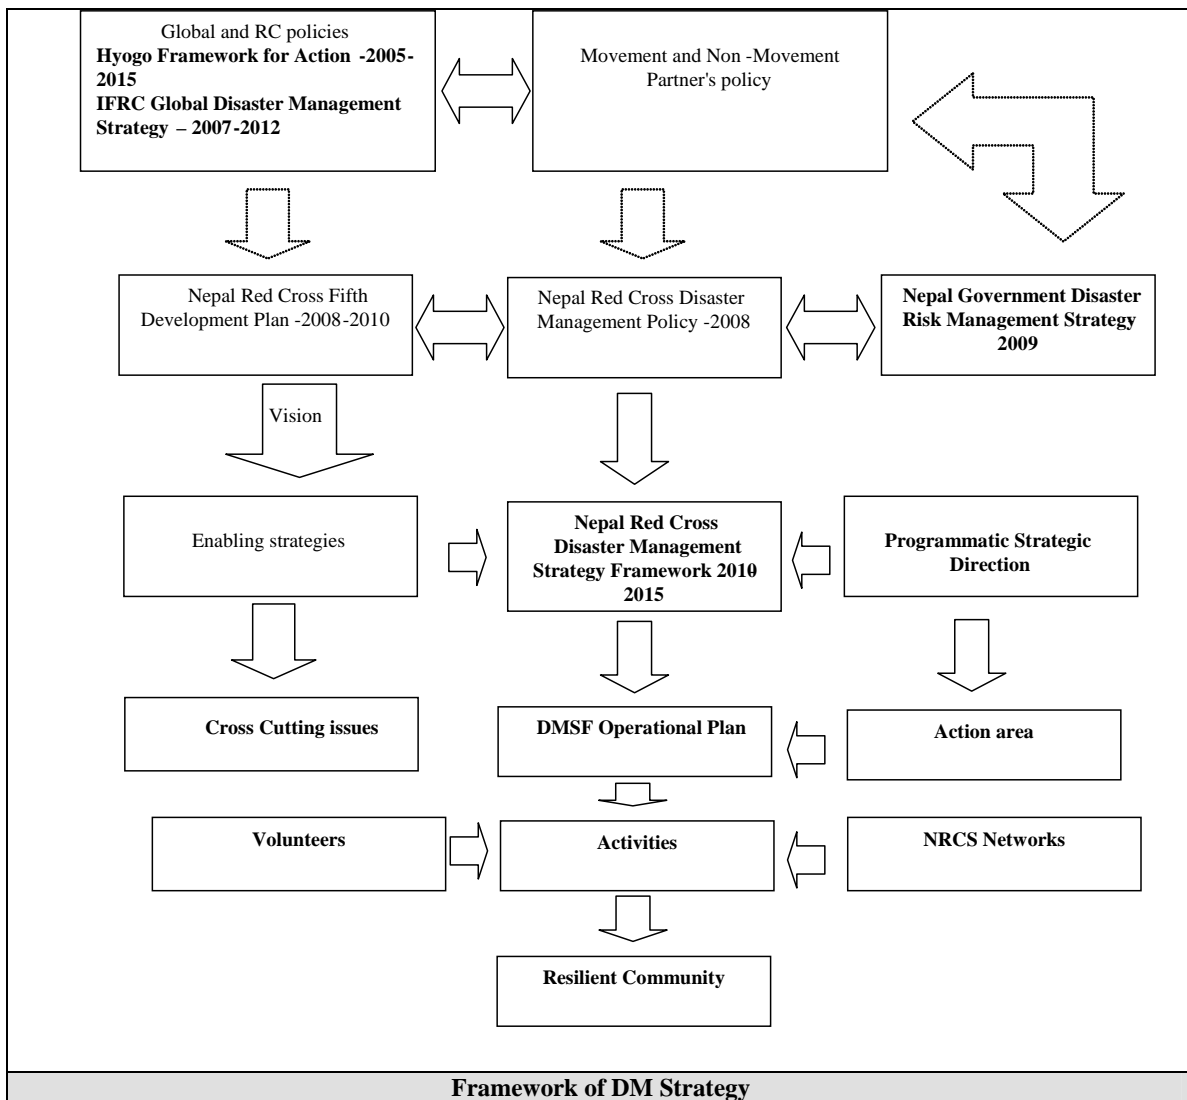 Global and RC policies
Hyogo Framework for Action -2005-
2015
IFRC Global Disaster Management
Strategy – 2007-2012
Movement and Non -Movement
Partner's policy
Nepal Red Cross Fifth
Development Plan -2008-2010
Nepal Red Cross Disaster
Management Policy -2008
Nepal Government Disaster
Risk Management Strategy
2009
Vision
Enabling strategies
Nepal Red Cross
Disaster Management
Strategy Framework 2010
2015
Programmatic Strategic
Direction
Cross Cutting issues
DMSF Operational Plan
Action area
Volunteers
Activities
NRCS Networks
Resilient Community
Framework of DM Strategy